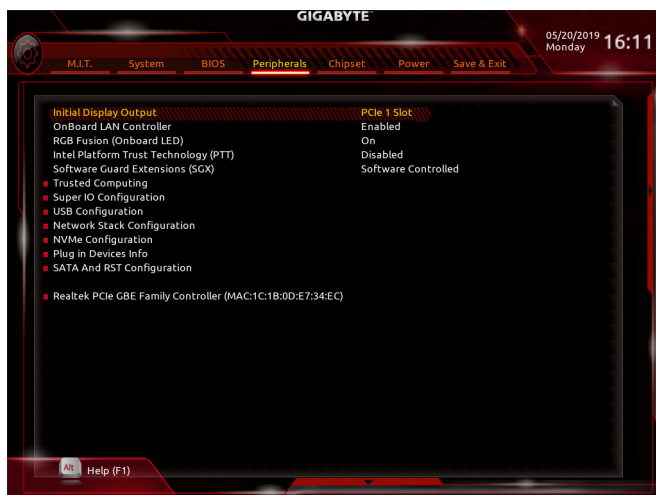 GIGABYTE™
05/20/2019
Monday
16:11
M.I.T. System BIOS Peripherals Chipset Power Save & Exit
Initial Display Output PCIe 1 Slot
OnBoard LAN Controller Enabled
RGB Fusion (Onboard LED) On
Intel Platform Trust Technology (PTT) Disabled
Software Guard Extensions (SGX) Software Controlled
Trusted Computing
Super IO Configuration
USB Configuration
Network Stack Configuration
NVMe Configuration
Plug in Devices Info
SATA And RST Configuration
Realtek PCIe GBE Family Controller (MAC:1C:1B:0D:E7:34:EC)
Alt Help (F1)